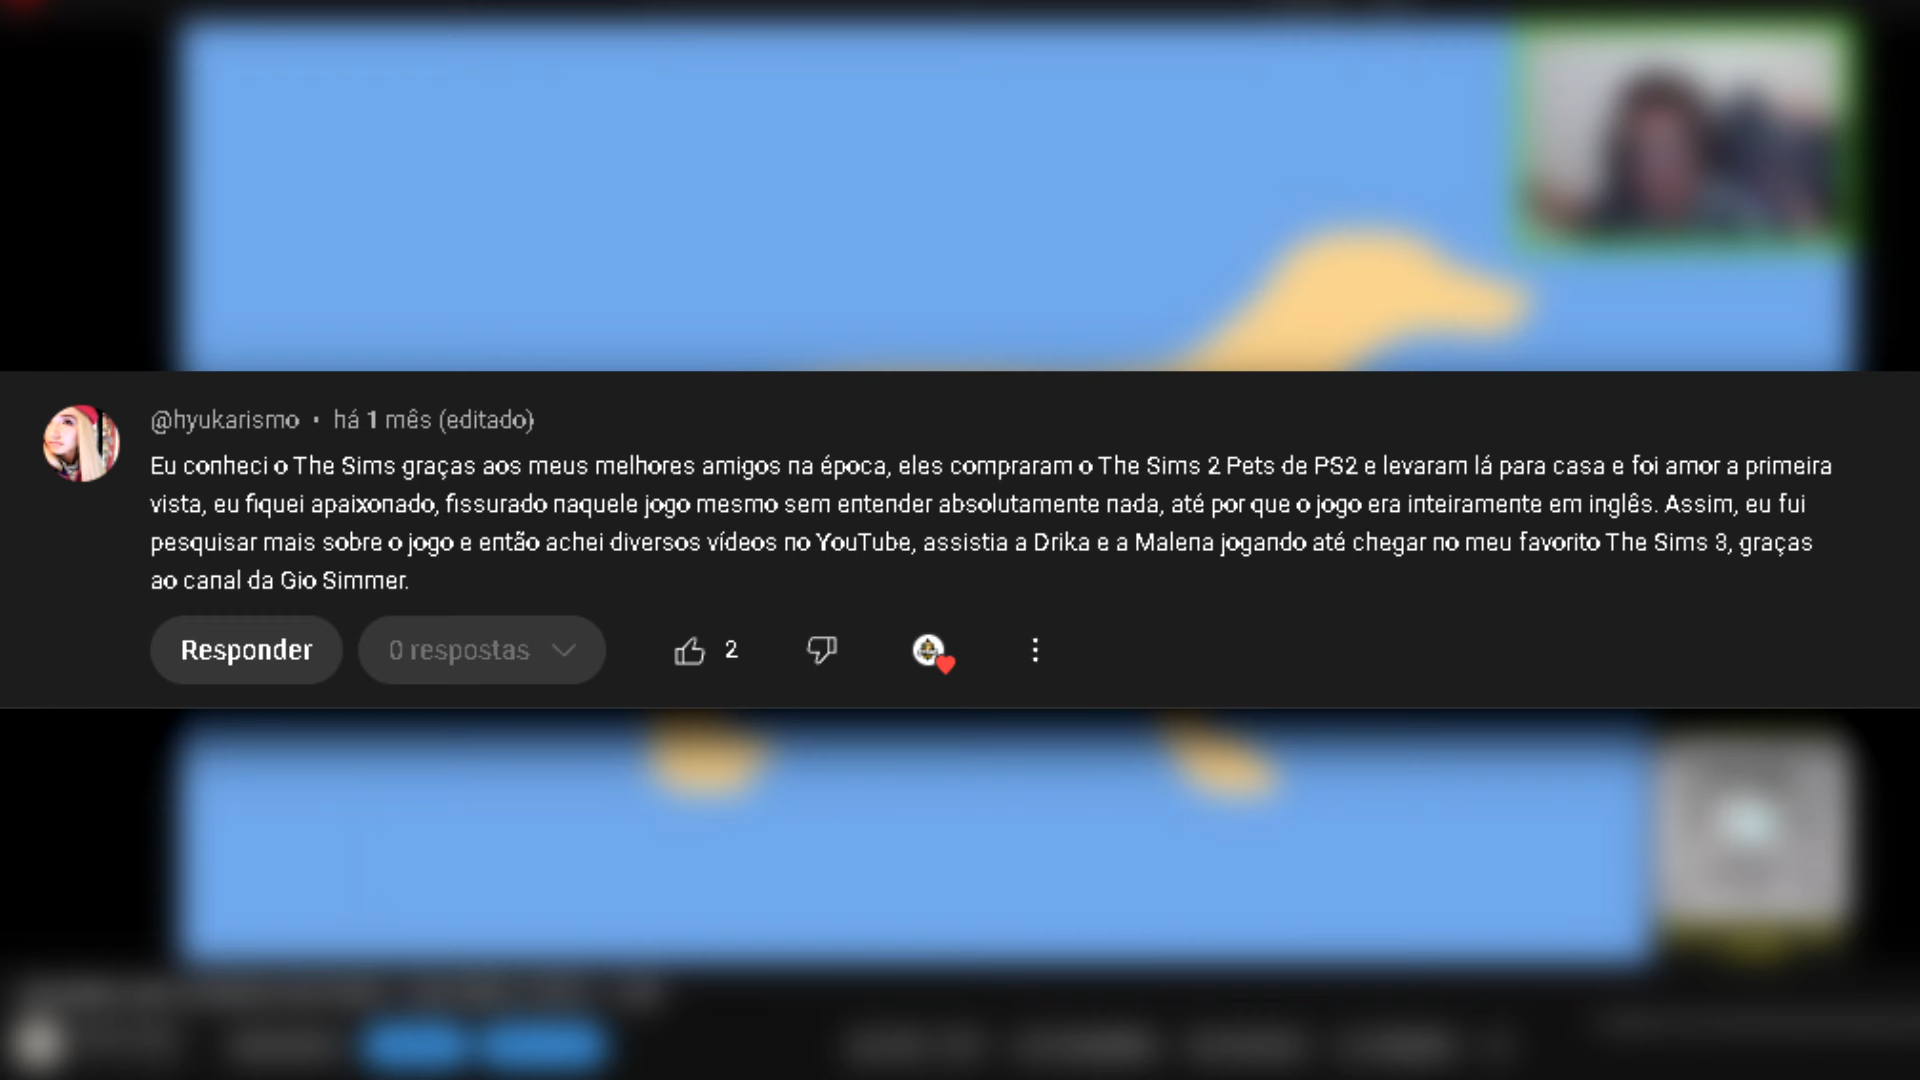 @hyukarismo • há 1 mês (editado)
Eu conheci o The Sims graças aos meus melhores amigos na época, eles compraram o The Sims 2 Pets de PS2 e levaram lá para casa e foi amor a primeira
vista, eu fiquei apaixonado, fissurado naquele jogo mesmo sem entender absolutamente nada, até por que o jogo era inteiramente em inglês. Assim, eu fui
pesquisar mais sobre o jogo e então achei diversos vídeos no YouTube, assistia a Drika e a Malena jogando até chegar no meu favorito The Sims 3, graças
ao canal da Gio Simmer.
Responder 0 respostas 2